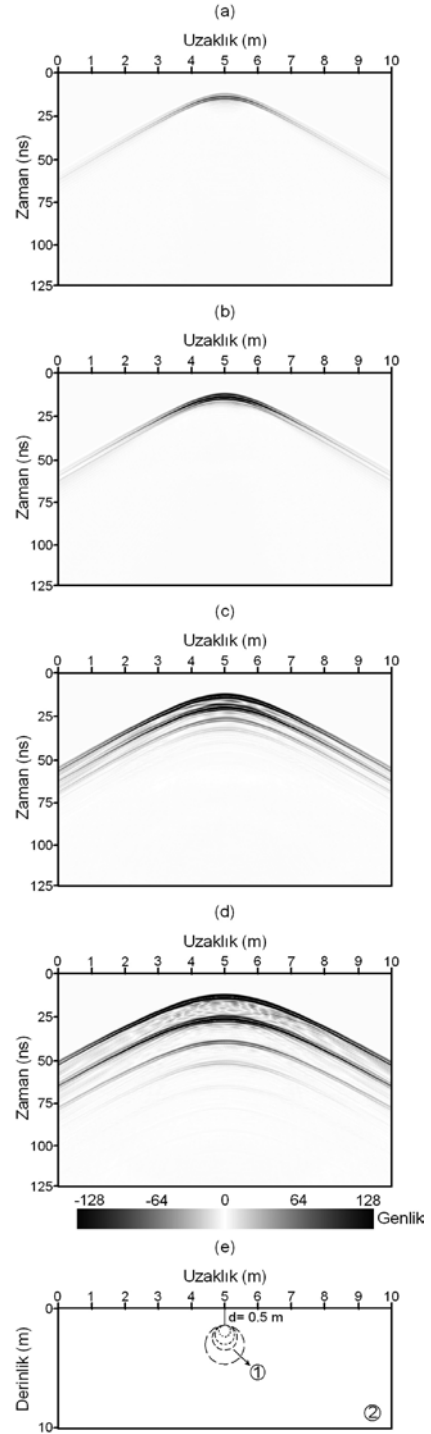 (a)
Uzaklık (m)
0 1 2 3 4 5 6 7 8 9 10
Zaman (ns)
0
25
50
75
100
125
(b)
Uzaklık (m)
0 1 2 3 4 5 6 7 8 9 10
Zaman (ns)
0
25
50
75
100
125
(c)
Uzaklık (m)
0 1 2 3 4 5 6 7 8 9 10
Zaman (ns)
0
25
50
75
100
125
(d)
Uzaklık (m)
0 1 2 3 4 5 6 7 8 9 10
Zaman (ns)
0
25
50
75
100
125
-128 -64 0 64 128
Genlik
(e)
Uzaklık (m)
0 1 2 3 4 5 6 7 8 9 10
Derinlik (m)
0
10
d= 0.5 m
1
2